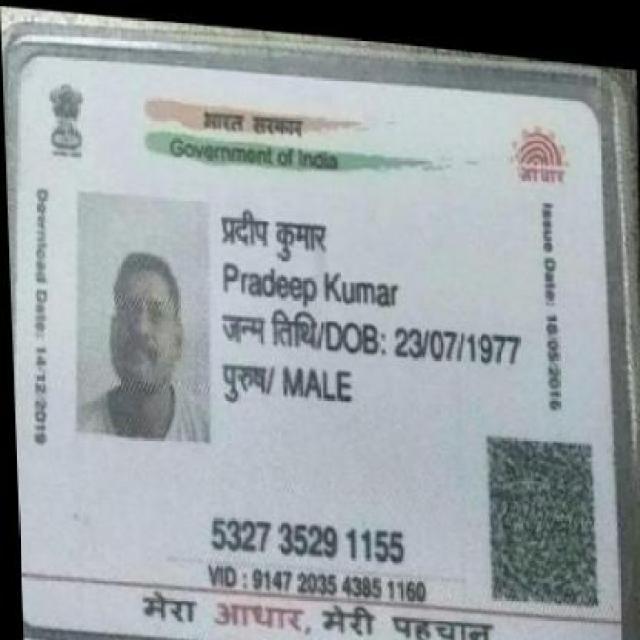 भारत सरकार
Government of India
आधार
Download Date: 14/12/2019
Issue Date: 16/05/2016
प्रदीप कुमार
Pradeep Kumar
जन्म तिथि/DOB: 23/07/1977
पुरुष/ MALE
5327 3529 1155
VID : 9147 2035 4385 1160
मेरा आधार, मेरी पहचान